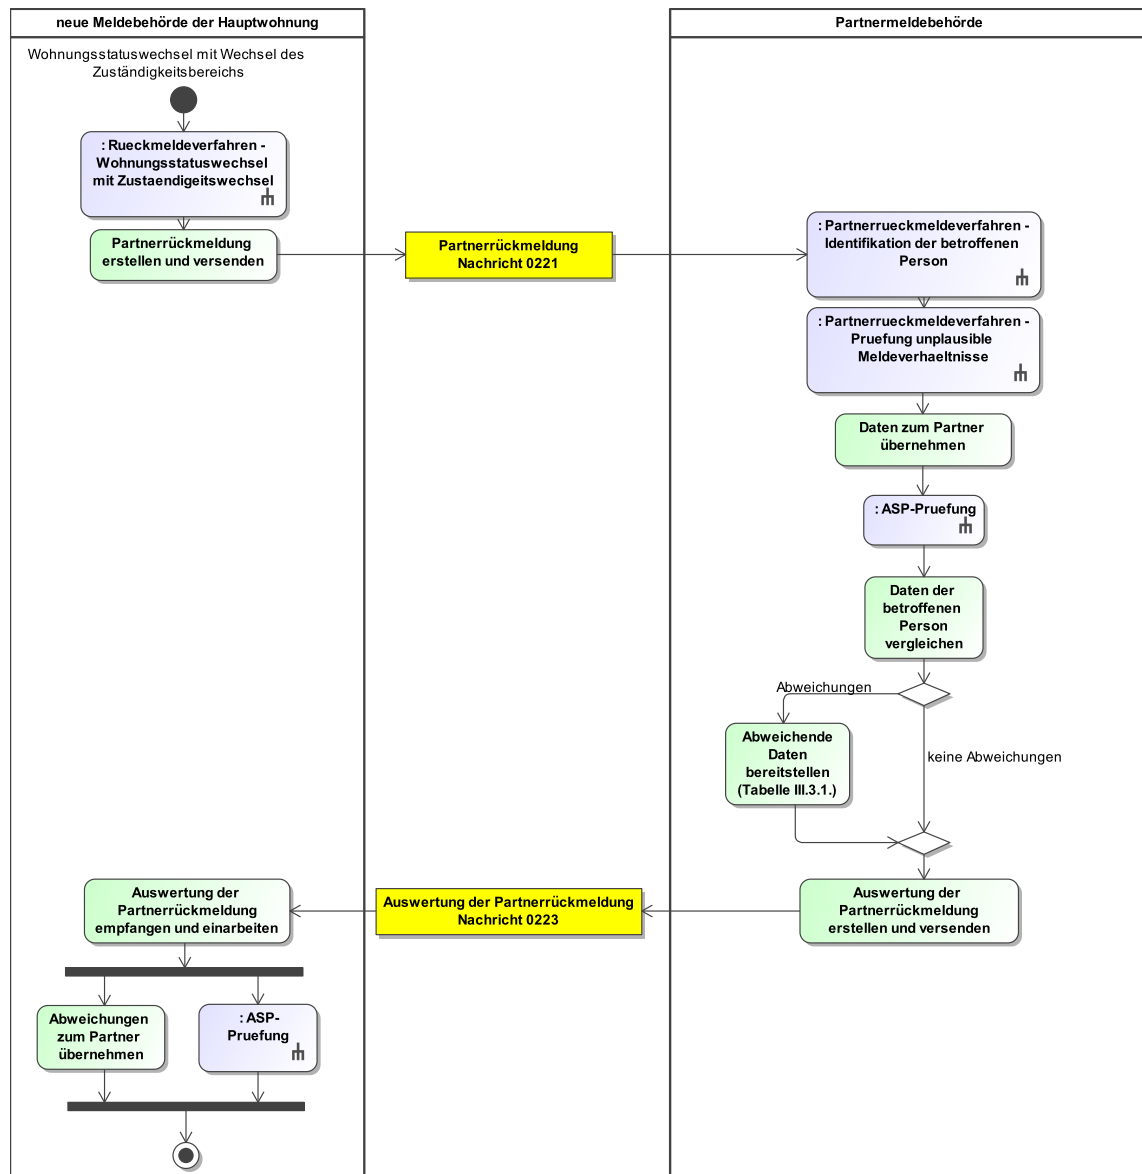 neue Meldebehörde der Hauptwohnung
Partnermeldebehörde
Wohnungsstatuswechsel mit Wechsel des
Zuständigkeitsbereichs
: Rueckmeldeverfahren -
Wohnungsstatuswechsel
mit Zustaendigeitswechsel
Partnerrückmeldung
erstellen und versenden
Partnerrückmeldung
Nachricht 0221
: Partnerrueckmeldeverfahren -
Identifikation der betroffenen
Person
: Partnerrueckmeldeverfahren -
Pruefung unplausible
Meldeverhaeltnisse
Daten zum Partner
übernehmen
: ASP-Pruefung
Daten der
betroffenen
Person
vergleichen
Abweichungen
keine Abweichungen
Abweichende
Daten
bereitstellen
(Tabelle III.3.1.)
Auswertung der
Partnerrückmeldung
erstellen und versenden
Auswertung der Partnerrückmeldung
Nachricht 0223
Auswertung der
Partnerrückmeldung
empfangen und einarbeiten
Abweichungen
zum Partner
übernehmen
: ASP-
Pruefung